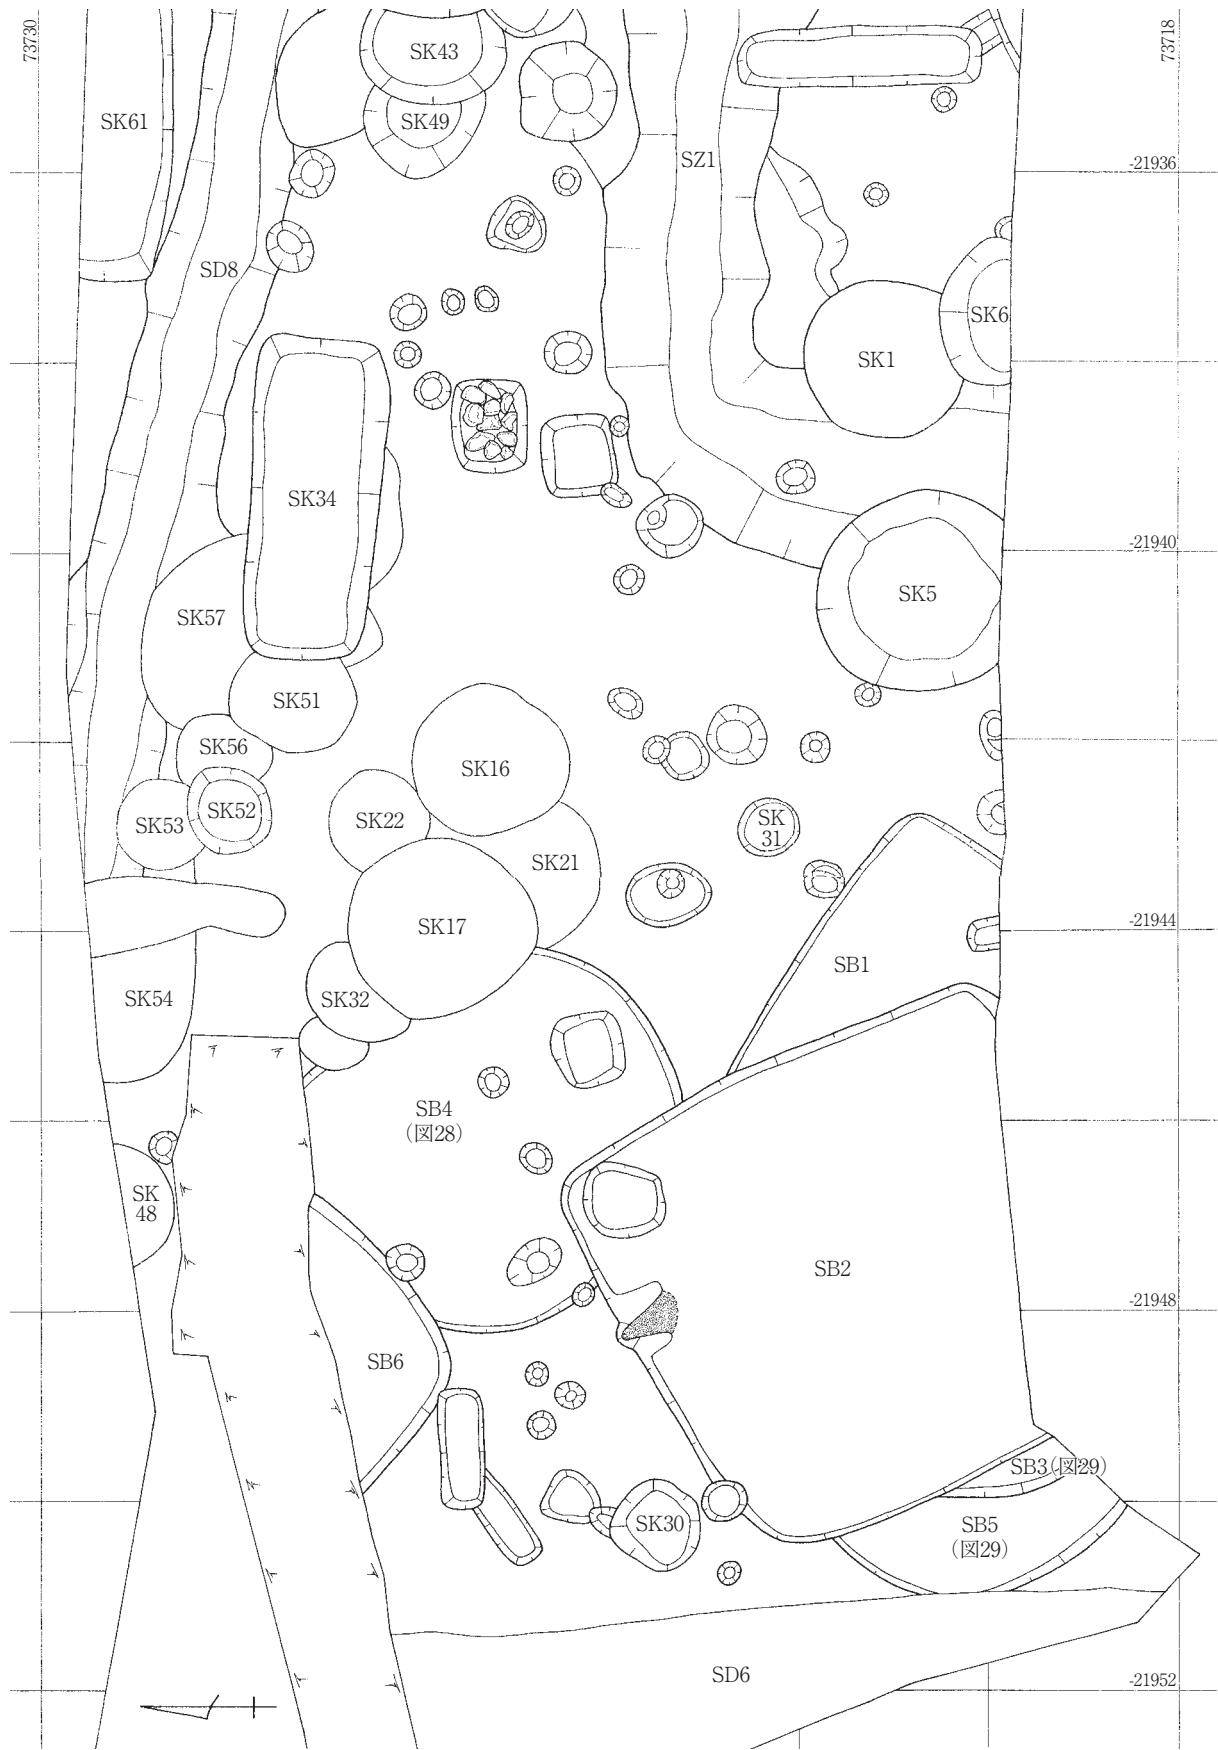 73730
73718
SK43
SK61
SK49
SZ1
-21936
SD8
SK6
SK1
SK34
-21940
SK5
SK57
SK51
SK56
SK16
SK52
SK53
SK22
SK
31
SK21
-21944
SK17
SB1
SK54
SK32
SB4
(図28)
SK
48
SB2
-21948
SB6
SB3(図29)
SK30
SB5
(図29)
SD6
-21952